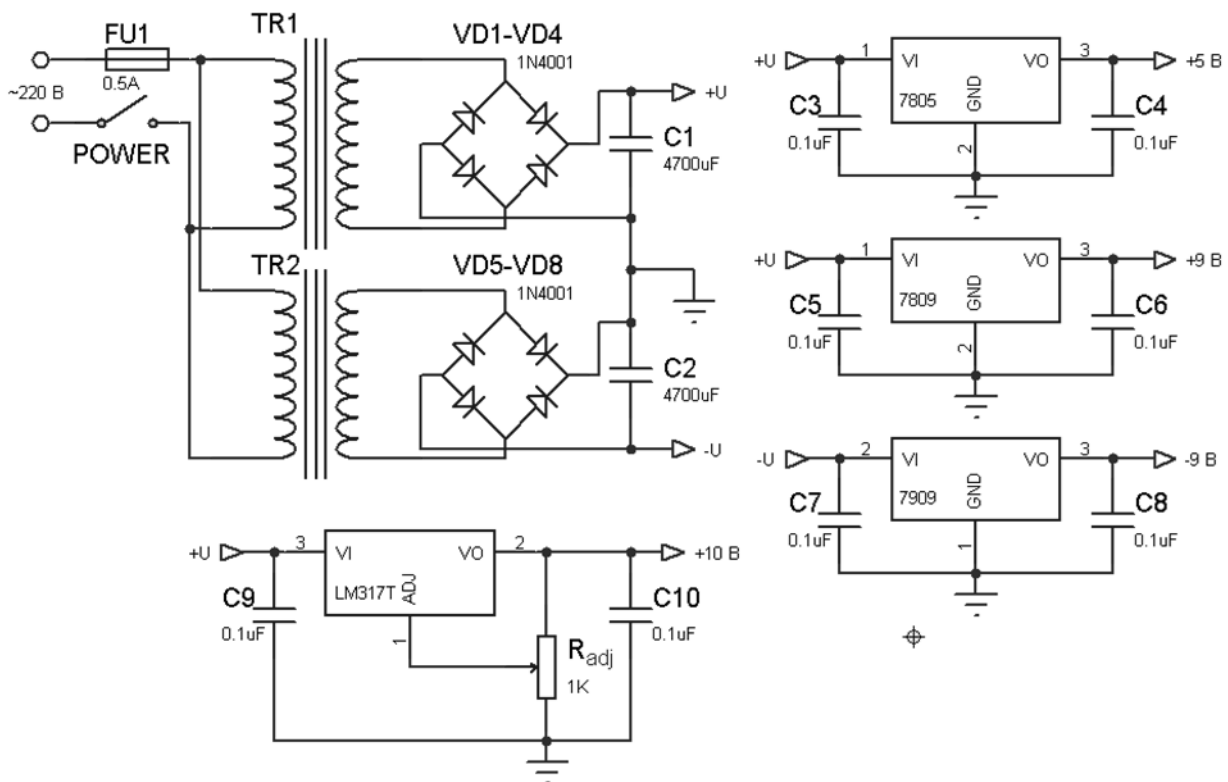 FU1
0.5A
~220 В
POWER
TR1
VD1-VD4
1N4001
+U
C1
4700uF
TR2
VD5-VD8
1N4001
C2
4700uF
-U
+U
1
VI
VO
3
+5 В
7805
GND
2
C3
0.1uF
C4
0.1uF
+U
1
VI
VO
3
+9 В
7809
GND
2
C5
0.1uF
C6
0.1uF
-U
2
VI
VO
3
-9 В
7909
GND
1
C7
0.1uF
C8
0.1uF
+U
3
VI
VO
2
+10 В
LM317T
ADJ
1
C9
0.1uF
C10
0.1uF
Radj
1K